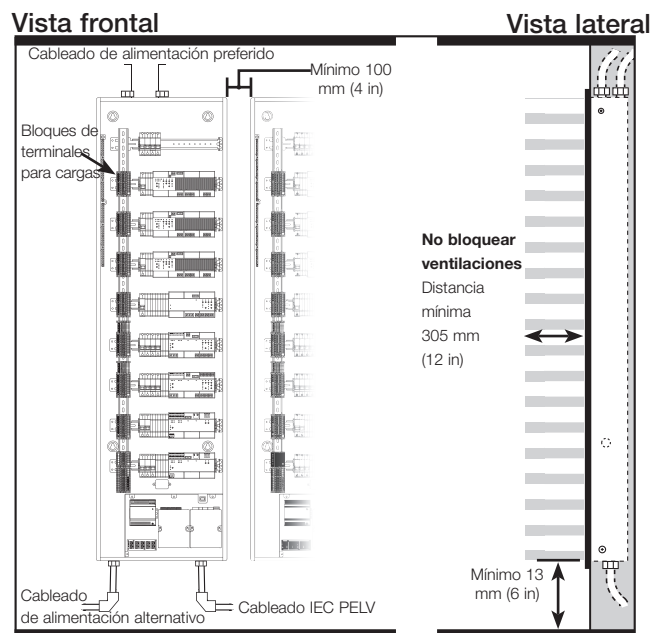 Vista frontal
Vista lateral
Cableado de alimentación preferido
Mínimo 100
mm (4 in)
Bloques de
terminales
para cargas
No bloquear
ventilaciones
Distancia
mínima
305 mm
(12 in)
Mínimo 13
mm (6 in)
Cableado
de alimentación alternativo
Cableado IEC PELV